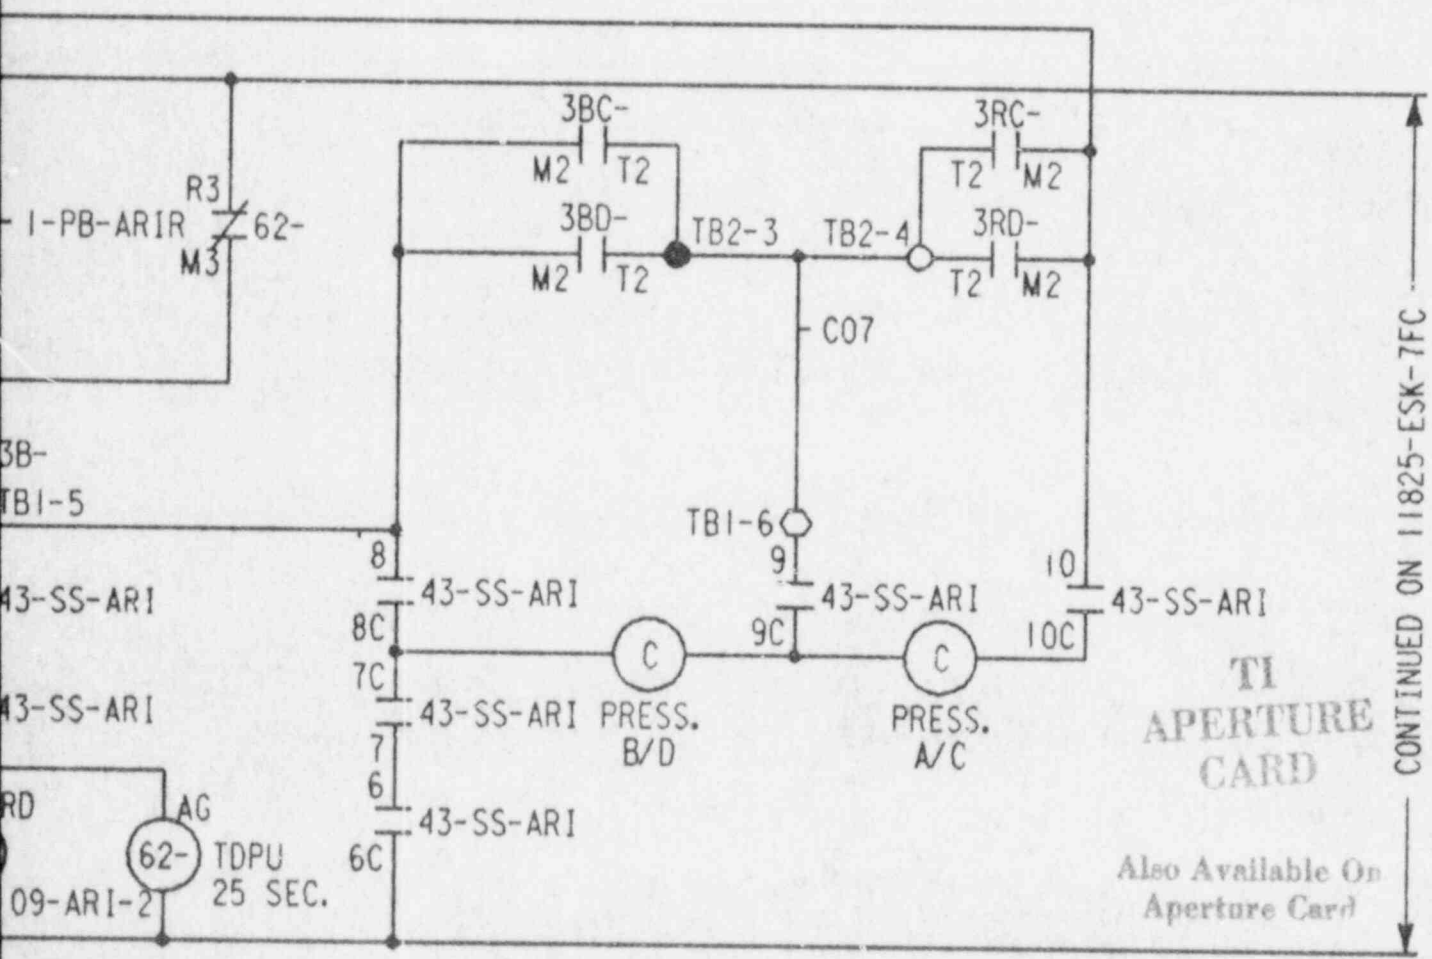 3BC-
3RC-
M2 T2
T2 M2
R3
1-PB-ARIR
62-
M3
3BD-
TB2-3
TB2-4
3RD-
M2 T2
T2 M2
C07
3B-
TB1-5
TB1-6
8
9
10
43-SS-ARI
43-SS-ARI
43-SS-ARI
43-SS-ARI
8C
9C
10C
C
C
7C
43-SS-ARI
43-SS-ARI
PRESS.
B/D
PRESS.
A/C
7
6
43-SS-ARI
6C
RD
AG
62-
TDPU
25 SEC.
09-ARI-2
TI
APERTURE
CARD
Also Available On
Aperture Card
CONTINUED ON 11825-ESK-7FC